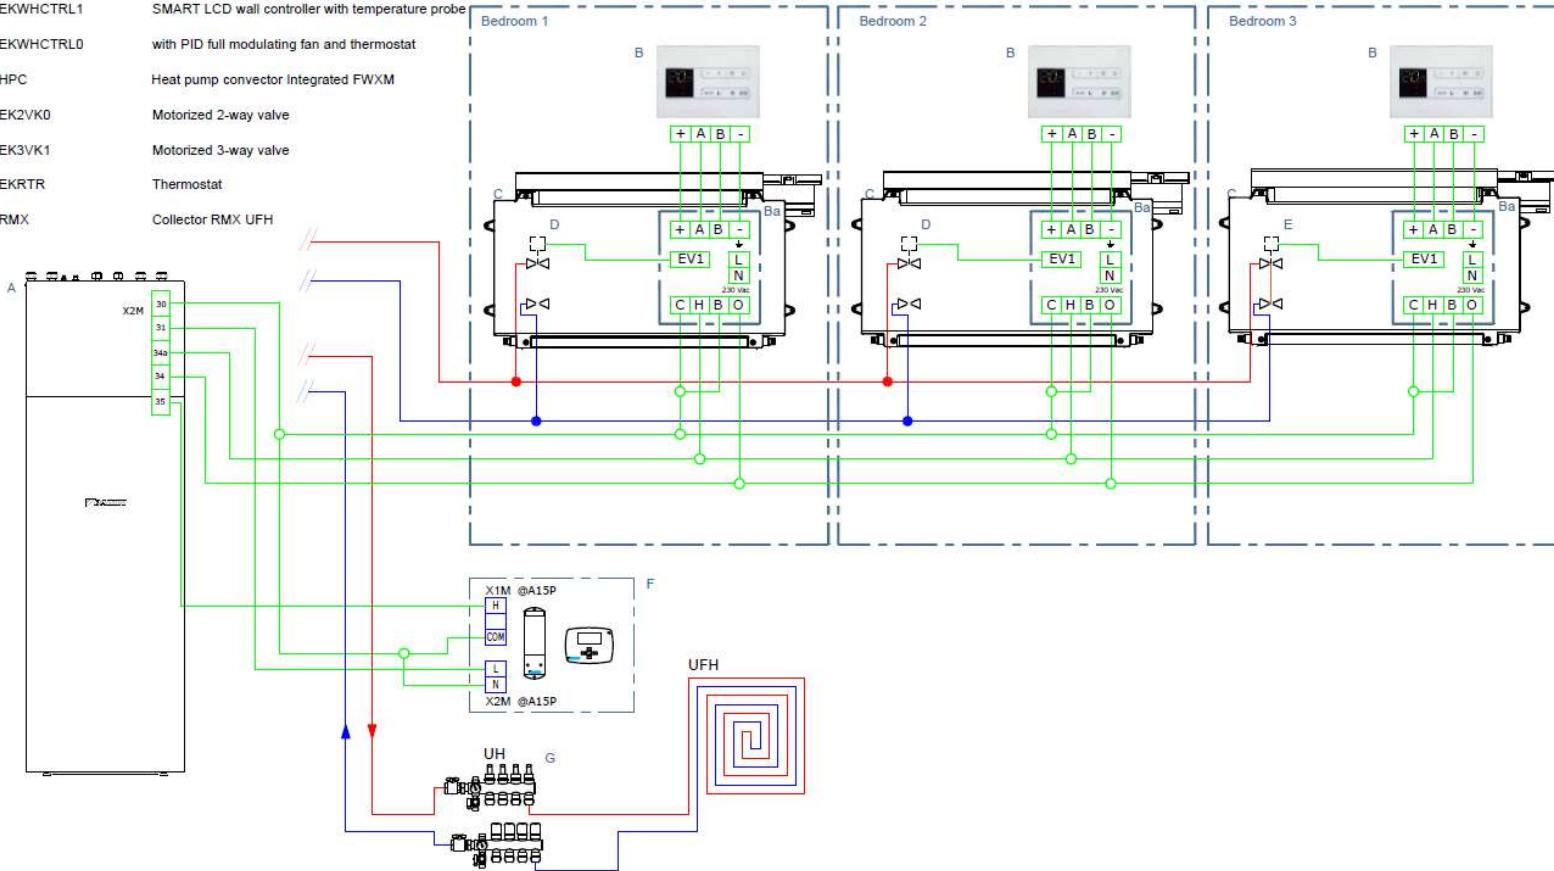 EKWHCTRL1 SMART LCD wall controller with temperature probe
EKWHCTRL0 with PID full modulating fan and thermostat
HPC Heat pump convector Integrated FWXM
EK2VK0 Motorized 2-way valve
EK3VK1 Motorized 3-way valve
EKRTR Thermostat
RMX Collector RMX UFH
Bedroom 1
B
+ A B -
C
D
Ba
+ A B -
EV1
L
N
230 Vac
C H B O
Bedroom 2
B
+ A B -
C
D
Ba
+ A B -
EV1
L
N
230 Vac
C H B O
Bedroom 3
B
+ A B -
C
E
Ba
+ A B -
EV1
L
N
230 Vac
C H B O
A
X2M
30
31
34a
34
35
F
X1M @A15P
H
COM
L
N
X2M @A15P
UFH
UH
G